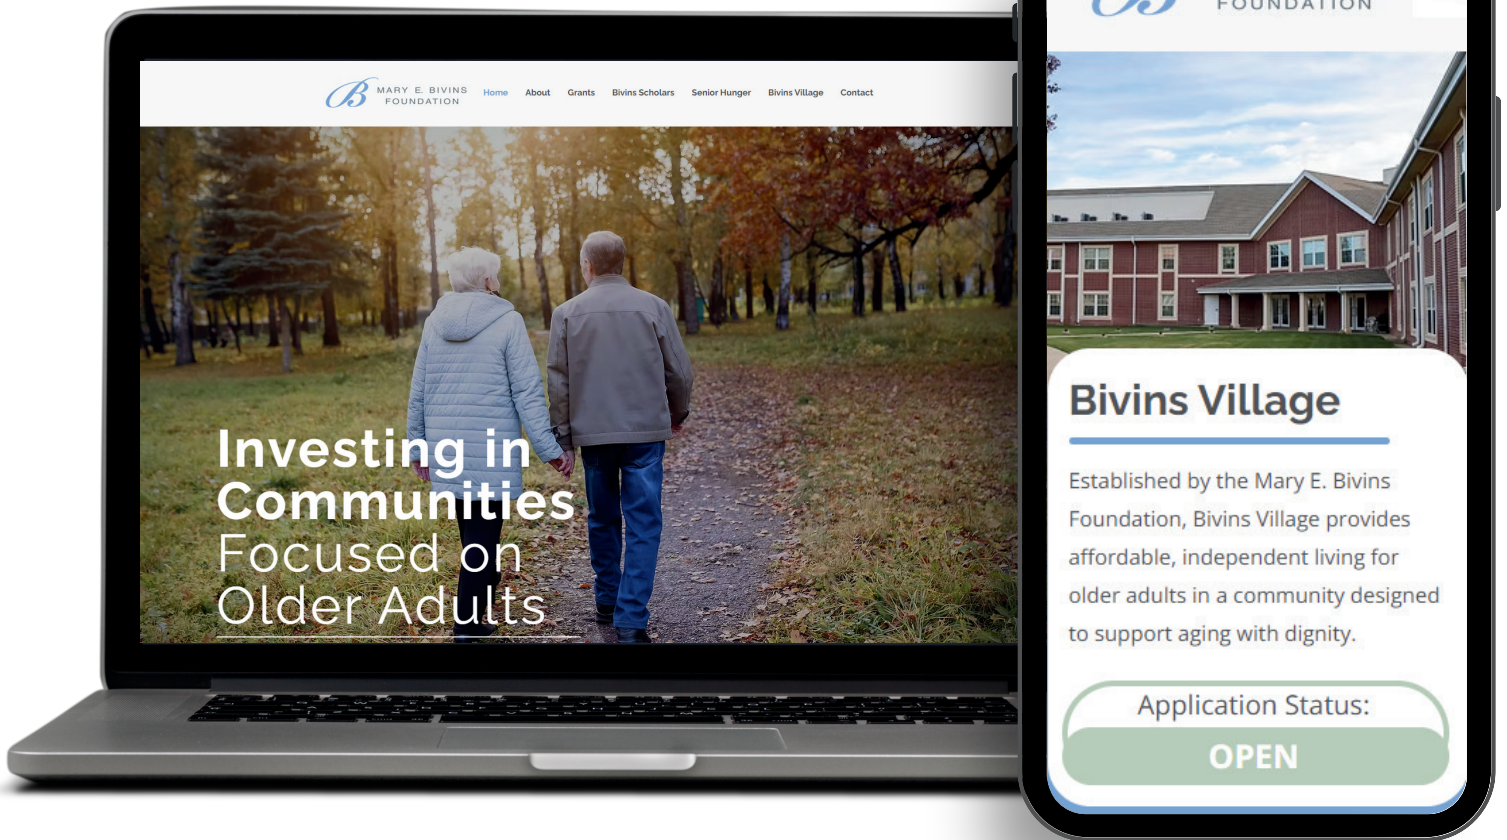 MARY E. BIVINS
FOUNDATION
Home About Grants Bivins Scholars Senior Hunger Bivins Village Contact
Investing in
Communities
Focused on
Older Adults
FOUNDATION
Bivins Village
Established by the Mary E. Bivins
Foundation, Bivins Village provides
affordable, independent living for
older adults in a community designed
to support aging with dignity.
Application Status:
OPEN